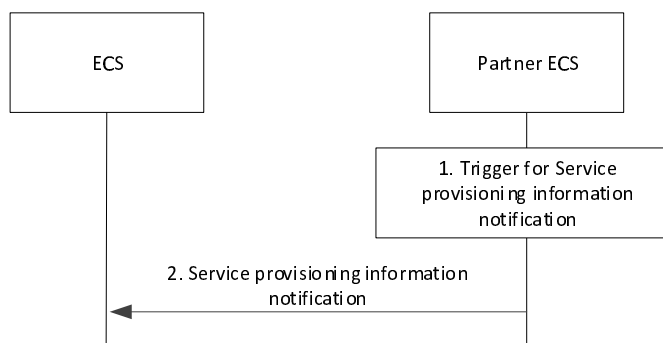 ECS
Partner ECS
1. Trigger for Service
provisioning information
notification
2. Service provisioning information
notification